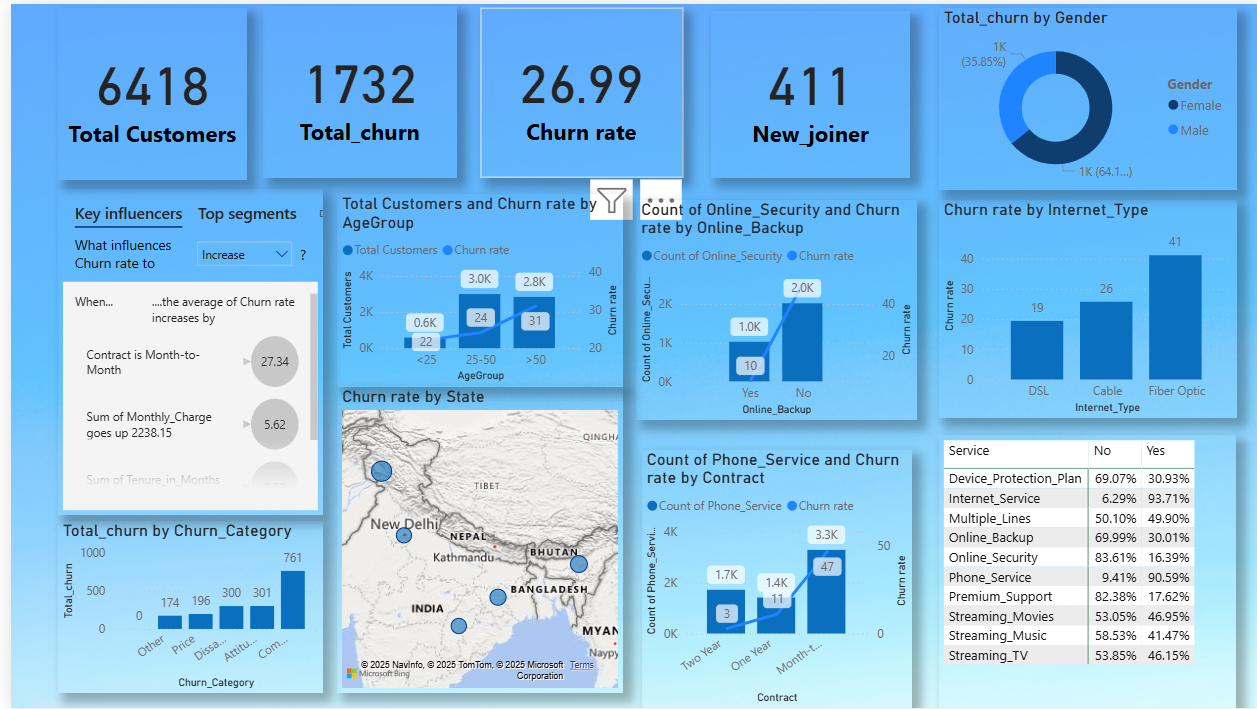 6418
Total Customers
1732
Total_churn
26.99
Churn rate
411
New_joiner
Total_churn by Gender
1K
(35.85%)
1K (64.1...)
Gender
Female
Male
Key influencers Top segments
What influences
Churn rate to
Increase
?
When...
....the average of Churn rate
increases by
Contract is Month-to-
Month
27.34
Sum of Monthly_Charge
goes up 2238.15
5.62
Sum of Tenure_in_Months
Total Customers and Churn rate by
AgeGroup
Total Customers Churn rate
Total Customers
4K
2K
0K
0.6K
3.0K
2.8K
22
24
31
40
30
20
Churn rate
<25 25-50 >50
AgeGroup
Count of Online_Security and Churn
rate by Online_Backup
Count of Online_Security Churn rate
Count of Online_Secu...
2K
1K
0K
1.0K
2.0K
10
40
20
Churn rate
Yes No
Online_Backup
Churn rate by Internet_Type
Churn rate
40
30
20
10
0
19
26
41
DSL Cable Fiber Optic
Internet_Type
Churn rate by State
QINGHA
TIBET
New Delhi
NEPAL
Kathmandu
BHUTAN
BANGLADESH
INDIA
MYAN
Naypy
© 2025 NavInfo, © 2025 TomTom, © 2025 Microsoft Corporation Terms
Microsoft Bing
Total_churn by Churn_Category
Total_churn
1000
500
0
0
174
196
300
301
761
Other
Price
Dissa...
Attitu...
Com...
Churn_Category
Count of Phone_Service and Churn
rate by Contract
Count of Phone_Service Churn rate
Count of Phone_Servi...
4K
2K
0K
1.7K
1.4K
3.3K
3
11
47
50
0
Churn rate
Two Year
One Year
Month-t...
Contract
Service No Yes
Device_Protection_Plan 69.07% 30.93%
Internet_Service 6.29% 93.71%
Multiple_Lines 50.10% 49.90%
Online_Backup 69.99% 30.01%
Online_Security 83.61% 16.39%
Phone_Service 9.41% 90.59%
Premium_Support 82.38% 17.62%
Streaming_Movies 53.05% 46.95%
Streaming_Music 58.53% 41.47%
Streaming_TV 53.85% 46.15%